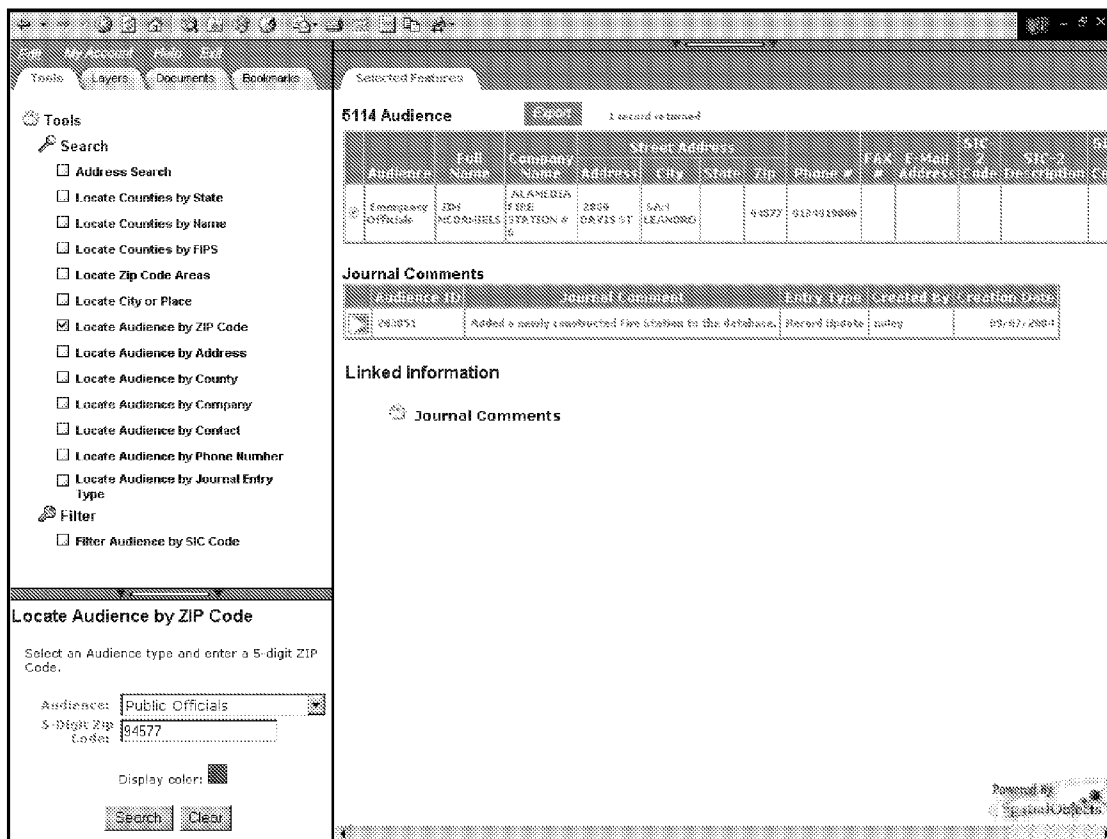 Edit My Account Help Exit
Tools Layers Documents Bookmarks
Tools
Search
Address Search
Locate Counties by State
Locate Counties by Name
Locate Counties by FIPS
Locate Zip Code Areas
Locate City or Place
Locate Audience by ZIP Code
Locate Audience by Address
Locate Audience by County
Locate Audience by Company
Locate Audience by Contact
Locate Audience by Phone Number
Locate Audience by Journal Entry
Type
Filter
Filter Audience by SIC Code
Locate Audience by ZIP Code
Select an Audience type and enter a 5-digit ZIP
Code.
Audience: Public Officials
5-Digit Zip
Code: 94577
Display color:
Search Clear
Selected Features
5114 Audience 1 record returned
Street Address
Audience Full Name Company Name Address City State Zip Phone # FAX # E-Mail Address SIC-2 Code SIC-2 Description
Emergency Officials JIM FIRE STATION # 6 DAVIS ST SAN LEANDRO 94577
Journal Comments
Audience ID Journal Comment Entry Type Created By Creation Date
Added a newly constructed Fire Station to the database. Record Update
Linked Information
Journal Comments
Powered By
SpatialObjects